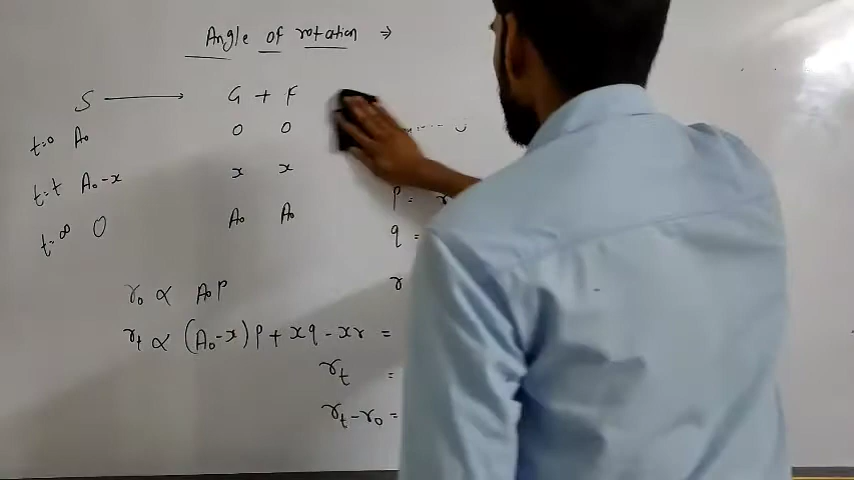 Angle of rotation ⇒
S ⟶ G + F
t=0 A₀ 0 0
t=t A₀-x x x
t=∞ 0 A₀ A₀
p =
q =
r
r₀ ∝ A₀P
rₜ ∝ (A₀-x)p + xq - xr =
rₜ =
rₜ-r₀ =